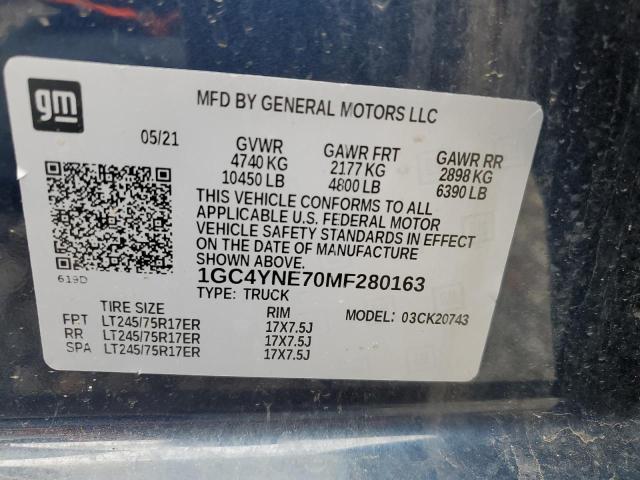 gm
MFD BY GENERAL MOTORS LLC
05/21 GVWR GAWR FRT GAWR RR
4740 KG 2177 KG 2898 KG
10450 LB 4800 LB 6390 LB
THIS VEHICLE CONFORMS TO ALL
APPLICABLE U.S. FEDERAL MOTOR
VEHICLE SAFETY STANDARDS IN EFFECT
ON THE DATE OF MANUFACTURE
SHOWN ABOVE.
619D
1GC4YNE70MF280163
TYPE: TRUCK
TIRE SIZE RIM MODEL: 03CK20743
FPT LT245/75R17ER 17X7.5J
RR LT245/75R17ER 17X7.5J
SPA LT245/75R17ER 17X7.5J